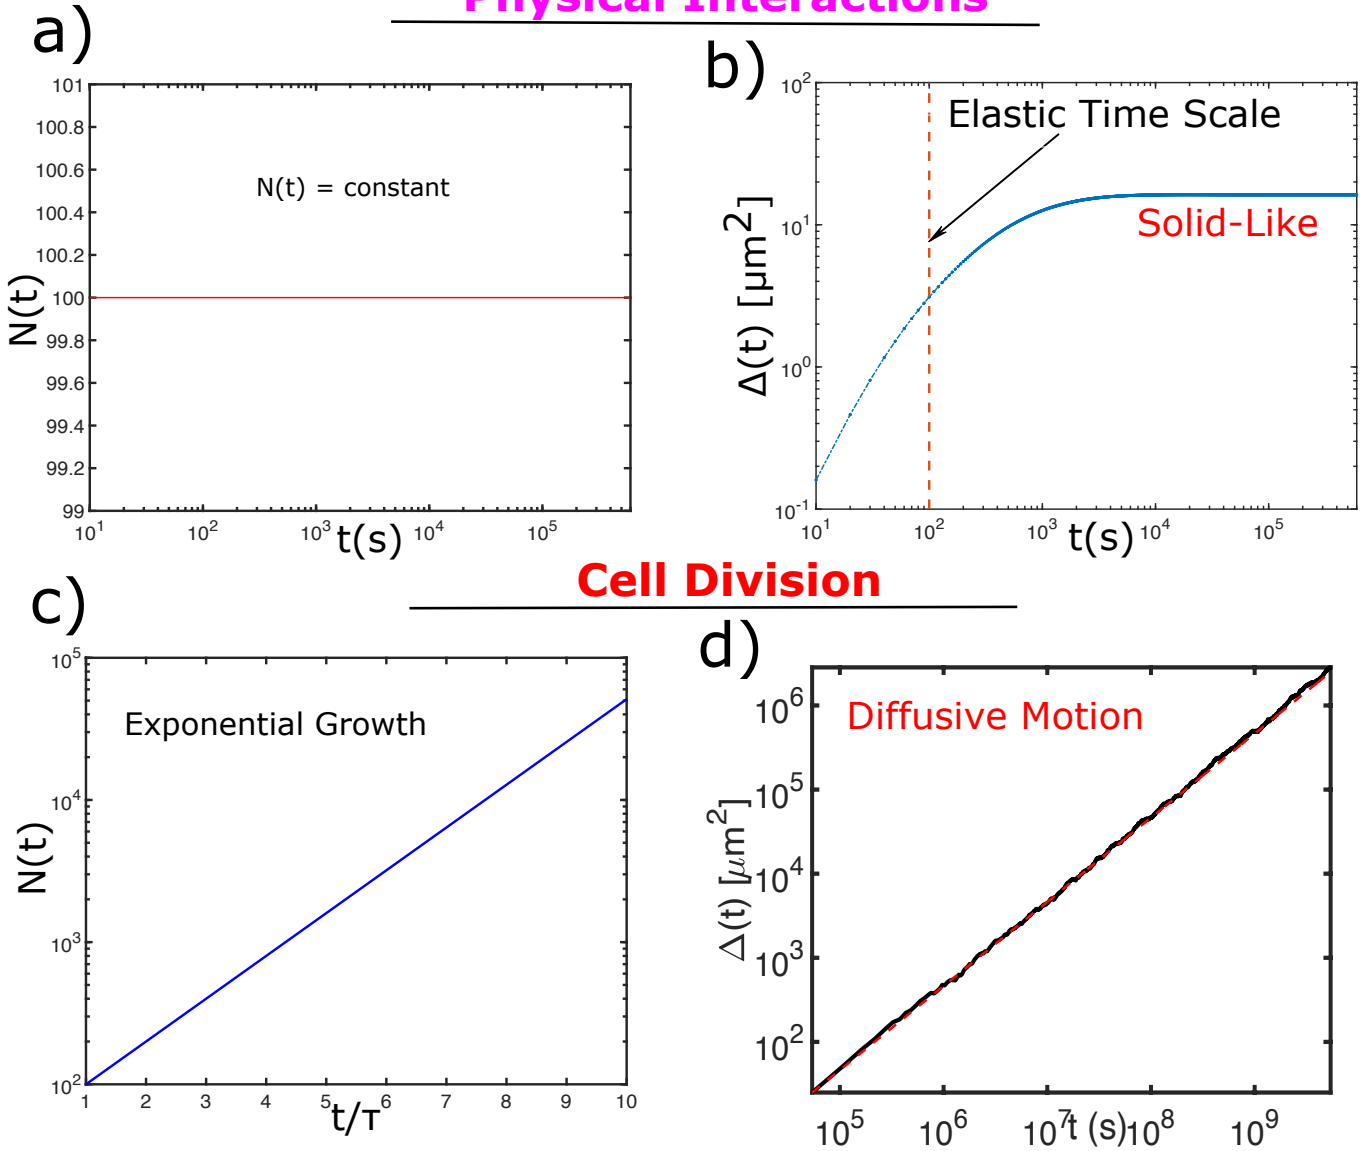 Physical Interactions
a)
101
100.8
100.6
100.4
100.2
100
99.8
99.6
99.4
99.2
99
N(t)
N(t) = constant
10¹
10²
10³
10⁴
10⁵
t(s)
b)
10²
10¹
10⁰
10⁻¹
Δ(t) [μm²]
Elastic Time Scale
Solid-Like
10¹
10²
10³
10⁴
10⁵
t(s)
Cell Division
c)
10⁵
10⁴
10³
10²
N(t)
Exponential Growth
1
2
3
4
5
6
7
8
9
10
t/τ
d)
10⁶
10⁵
10⁴
10³
10²
Δ(t) [μm²]
Diffusive Motion
10⁵
10⁶
10⁷
t (s)
10⁸
10⁹